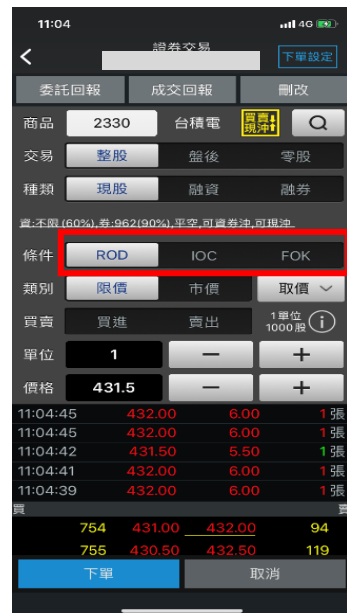 11:04 4G
證券交易
下單設定
委託回報 成交回報 刪改
商品 2330 台積電 買賣現沖
交易 整股 盤後 零股
種類 現股 融資 融券
資:不限(60%),券:962(90%),平空,可資券沖,可現沖
條件 ROD IOC FOK
類別 限價 市價 取價
買賣 買進 賣出 1單位 1000股 i
單位 1 − +
價格 431.5 − +
11:04:45 432.00 6.00 1張
11:04:45 432.00 6.00 1張
11:04:42 431.50 5.50 1張
11:04:41 432.00 6.00 1張
11:04:39 432.00 6.00 1張
買 賣
754 431.00 432.00 94
755 430.50 432.50 119
下單 取消